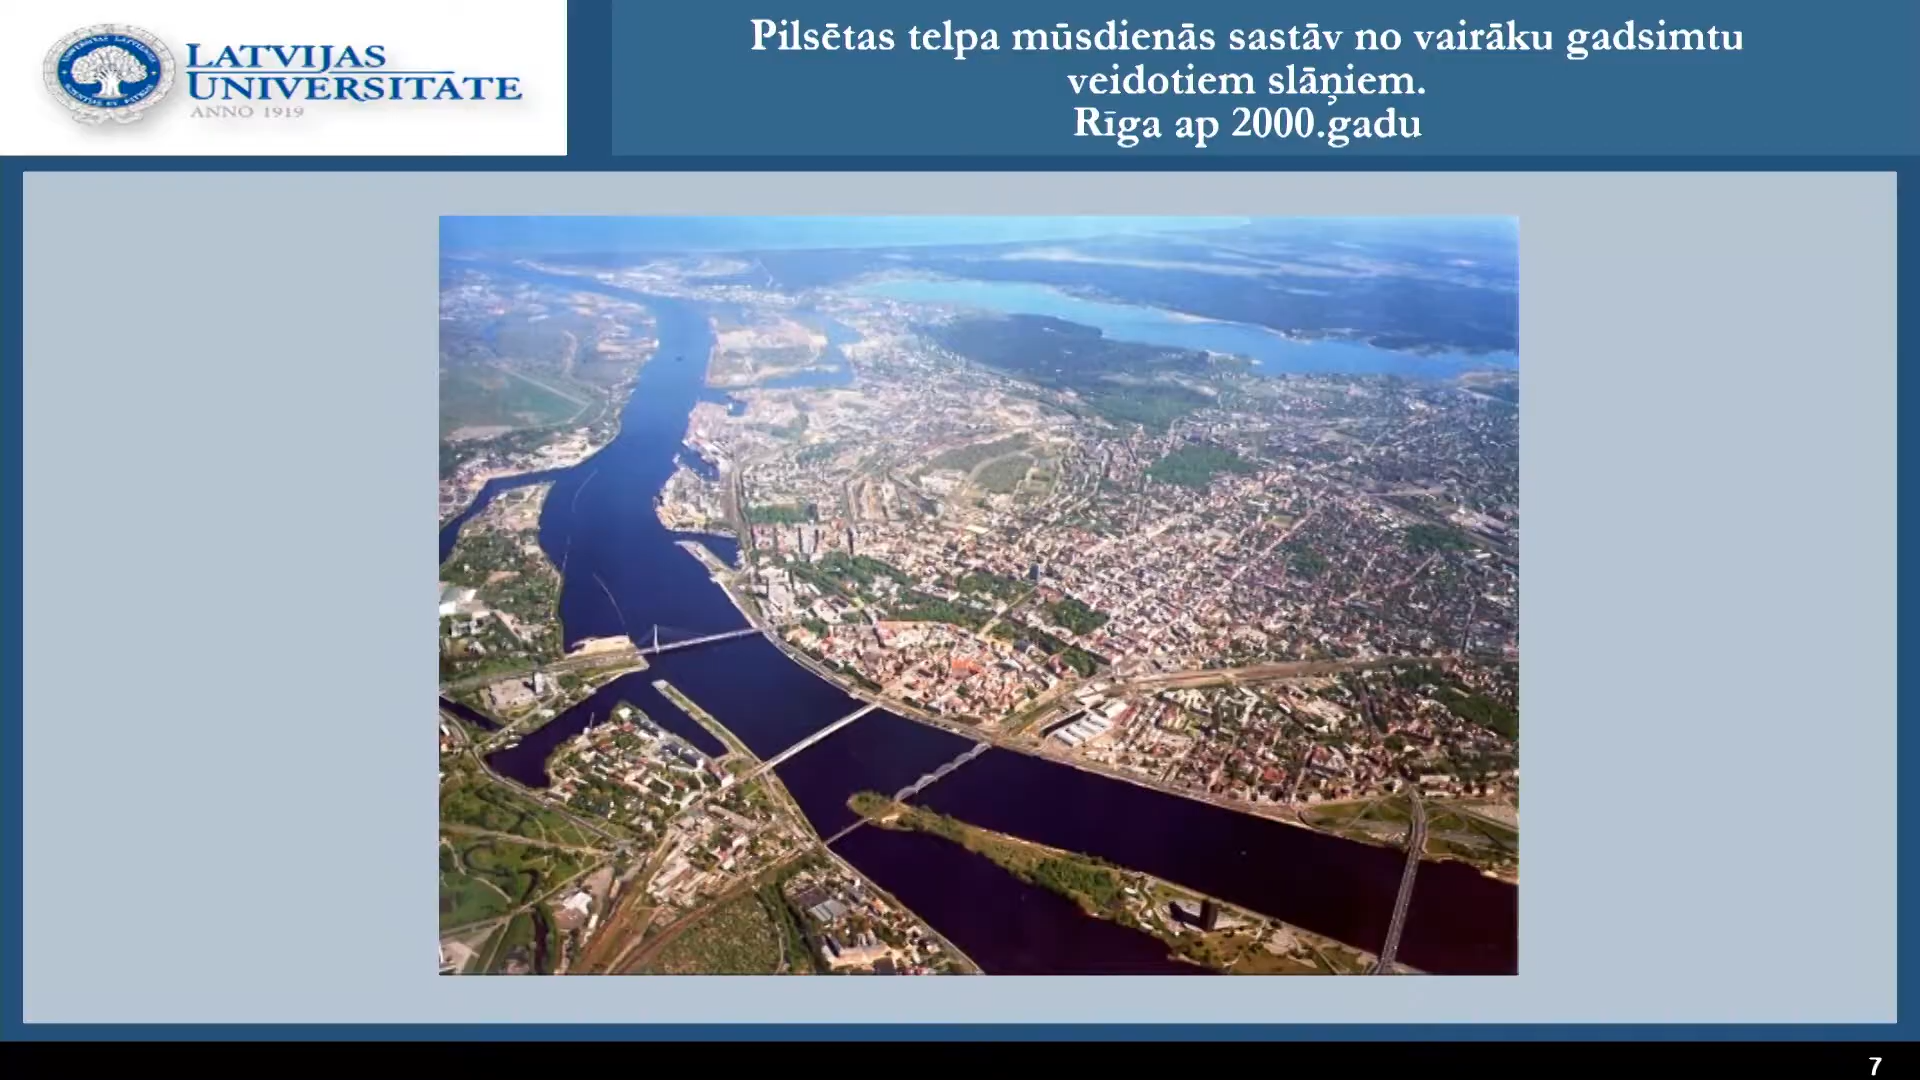 LATVIJAS
UNIVERSITĀTE
ANNO 1919
Pilsētas telpa mūsdienās sastāv no vairāku gadsimtu
veidotiem slāņiem.
Rīga ap 2000.gadu
7